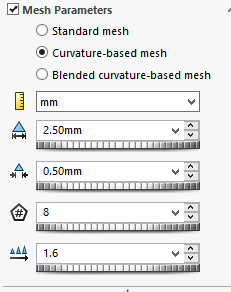 Mesh Parameters
Standard mesh
Curvature-based mesh
Blended curvature-based mesh
mm
2.50mm
0.50mm
8
1.6